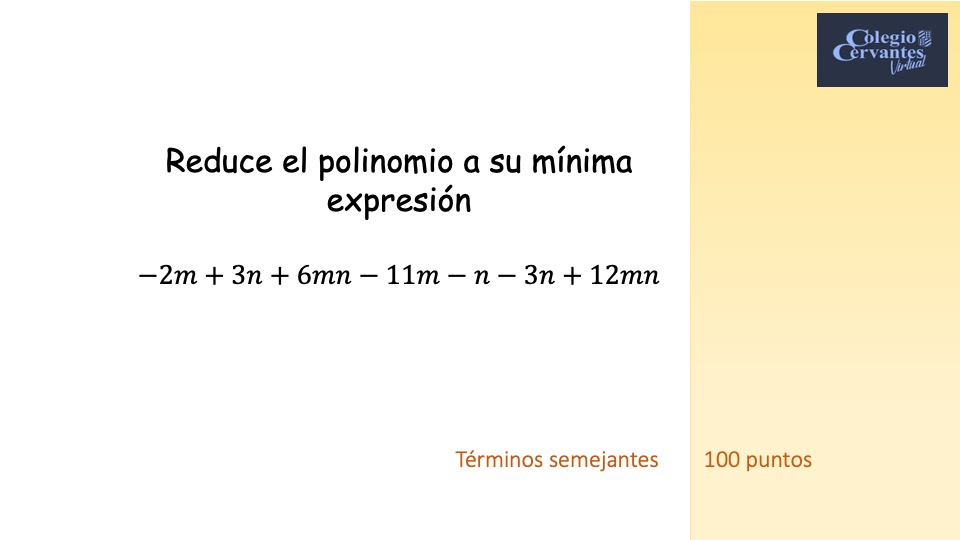 Colegio
Cervantes
Virtual
Reduce el polinomio a su mínima
expresión
−2m + 3n + 6mn − 11m − n − 3n + 12mn
Términos semejantes
100 puntos